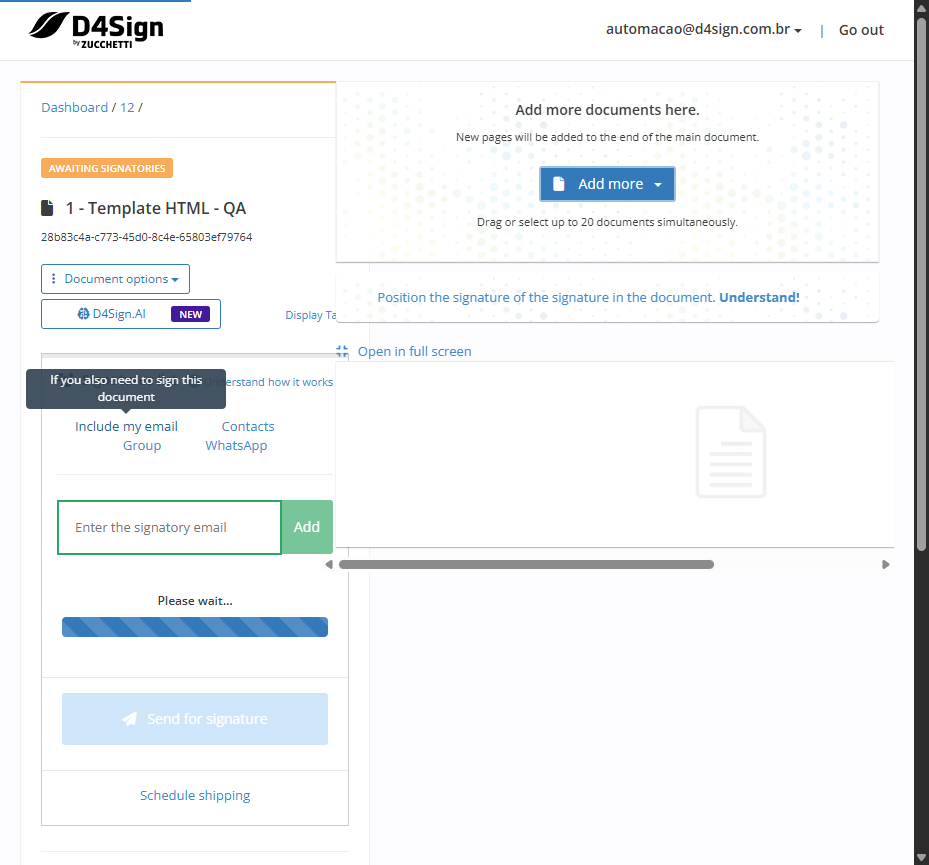 D4Sign
by ZUCCHETTI
automacao@d4sign.com.br
|
Go out
Dashboard / 12 /
AWAITING SIGNATORIES
1 - Template HTML - QA
28b83c4a-c773-45d0-8c4e-65803ef79764
Document options
D4Sign.AI NEW
Display Ta
understand how it works
If you also need to sign this
document
Include my email
Contacts
Group
WhatsApp
Enter the signatory email
Add
Please wait...
Send for signature
Schedule shipping
Add more documents here.
New pages will be added to the end of the main document.
Add more
Drag or select up to 20 documents simultaneously.
Position the signature of the signature in the document. Understand!
Open in full screen